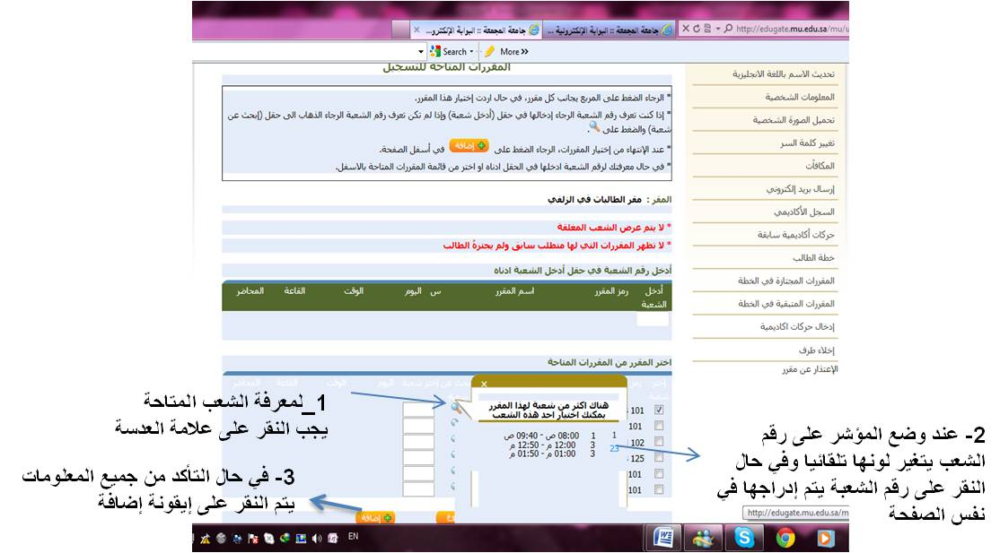 جامعة المجمعة :: البوابة الإلكترو...
جامعة المجمعة :: البوابة الإلكترونية ...
http://edugate.mu.edu.sa/mu/u
Search
More »
المقررات المتاحة للتسجيل
* الرجاء الضغط على المربع بجانب كل مقرر، في حال اردت إختيار هذا المقرر.
* إذا كنت تعرف رقم الشعبة الرجاء إدخالها في حقل (أدخل شعبة) وإذا لم تكن تعرف رقم الشعبة الرجاء الذهاب الى حقل (إبحث عن
شعبة) والضغط على .
* عند الإنتهاء من إختيار المقررات، الرجاء الضغط على إضافة في أسفل الصفحة.
* في حال معرفتك لرقم الشعبة ادخلها في الحقل ادناه او اختر من قائمة المقررات المتاحة بالاسفل.
المقر : مقر الطالبات في الزلفي
* لا يتم عرض الشعب المغلقة
* لا تظهر المقررات التي لها متطلب سابق ولم يجتزهُ الطالب
أدخل رقم الشعبة في حقل أدخل الشعبة ادناه
أدخل الشعبة رمز المقرر اسم المقرر س اليوم الوقت القاعة المحاضر
اختر المقرر من المقررات المتاحة
إختر رمز
شعبة
اليوم الوقت القاعة المحاضر
هناك اكثر من شعبة لهذا المقرر
يمكنك اختيار احد هذه الشعب
1 1 08:00 ص - 09:40 ص
23 3 12:00 م - 12:50 م
3 01:00 م - 01:50 م
101
101
102
125
101
101
إضافة
تحديث الاسم باللغة الانجليزية
المعلومات الشخصية
تحميل الصورة الشخصية
تغيير كلمة السر
المكافآت
إرسال بريد إلكتروني
السجل الأكاديمي
حركات أكاديمية سابقة
خطة الطالب
المقررات المجتازة في الخطة
المقررات المتبقية في الخطة
إدخال حركات اكاديمية
إخلاء طرف
الإعتذار عن مقرر
1_لمعرفة الشعب المتاحة
يجب النقر على علامة العدسة
2- عند وضع المؤشر على رقم
الشعب يتغير لونها تلقائيا وفي حال
النقر على رقم الشعبة يتم إدراجها في
نفس الصفحة
3- في حال التأكد من جميع المعلومات
يتم النقر على إيقونة إضافة
http://edugate.mu.edu.sa/m
EN